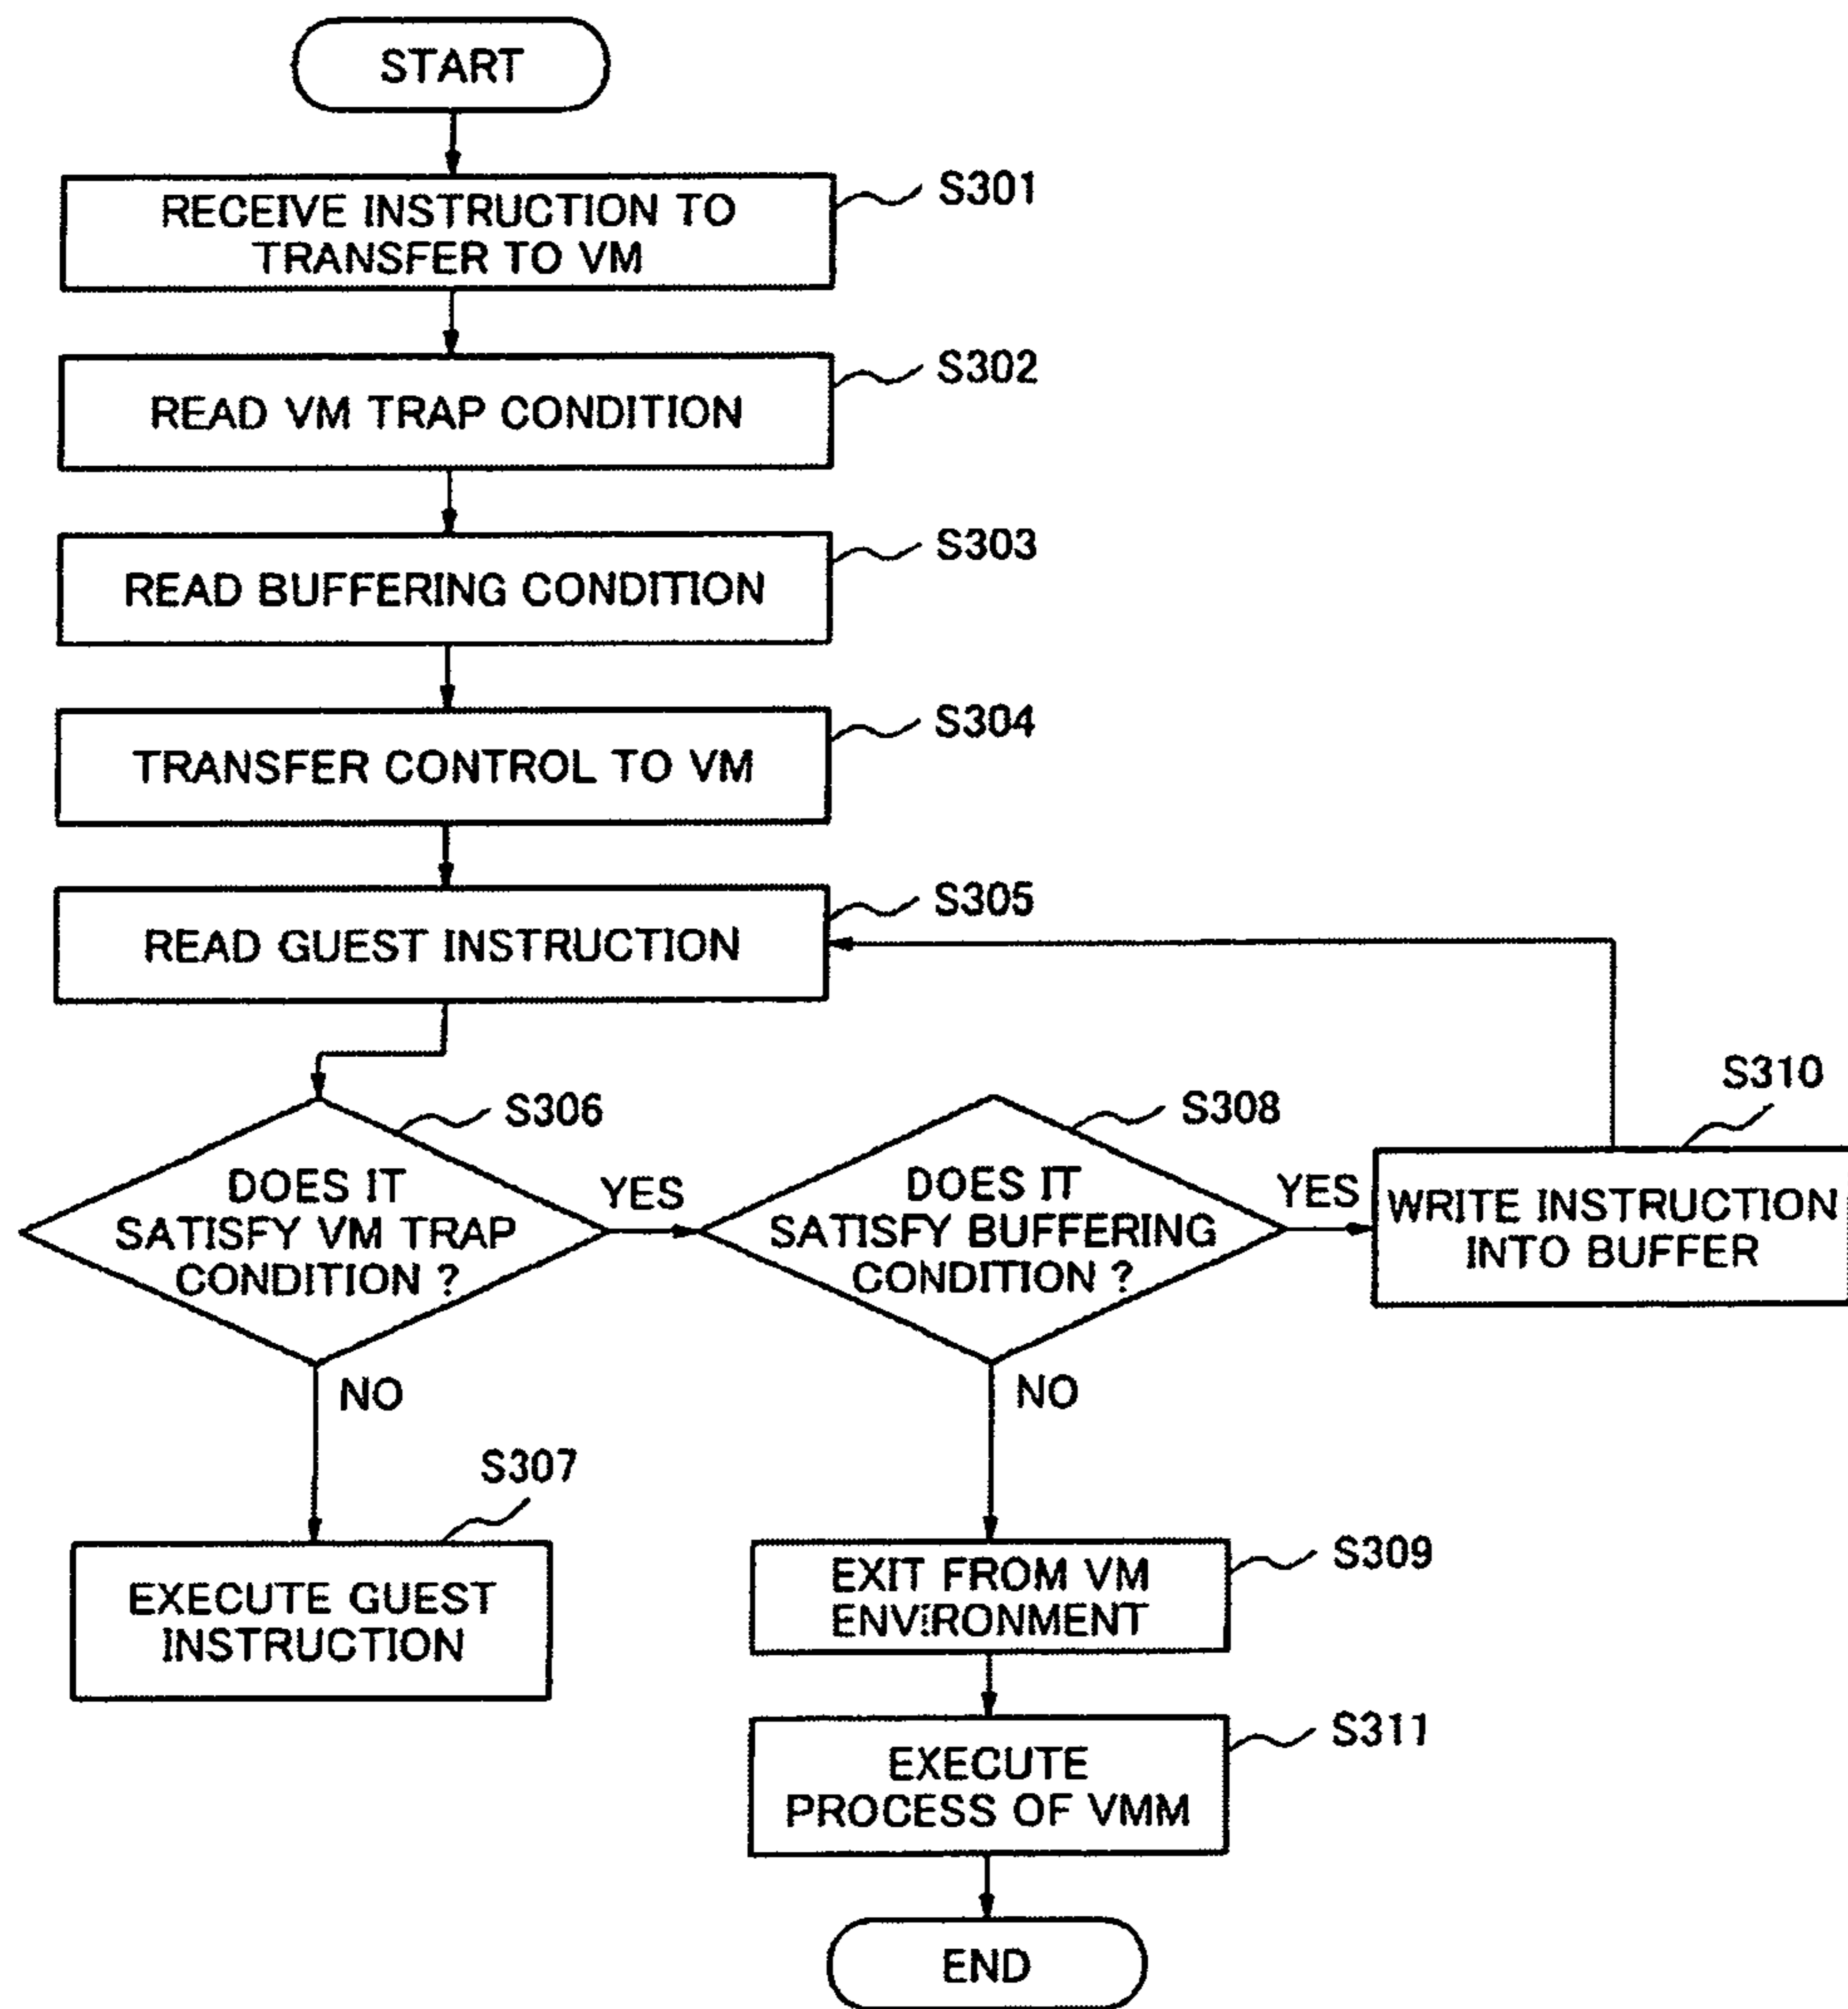 START
RECEIVE INSTRUCTION TO
TRANSFER TO VM
S301
READ VM TRAP CONDITION
S302
READ BUFFERING CONDITION
S303
TRANSFER CONTROL TO VM
S304
READ GUEST INSTRUCTION
S305
DOES IT
SATISFY VM TRAP
CONDITION ?
S306
YES
NO
DOES IT
SATISFY BUFFERING
CONDITION ?
S308
YES
NO
WRITE INSTRUCTION
INTO BUFFER
S310
EXECUTE GUEST
INSTRUCTION
S307
EXIT FROM VM
ENVIRONMENT
S309
EXECUTE
PROCESS OF VMM
S311
END